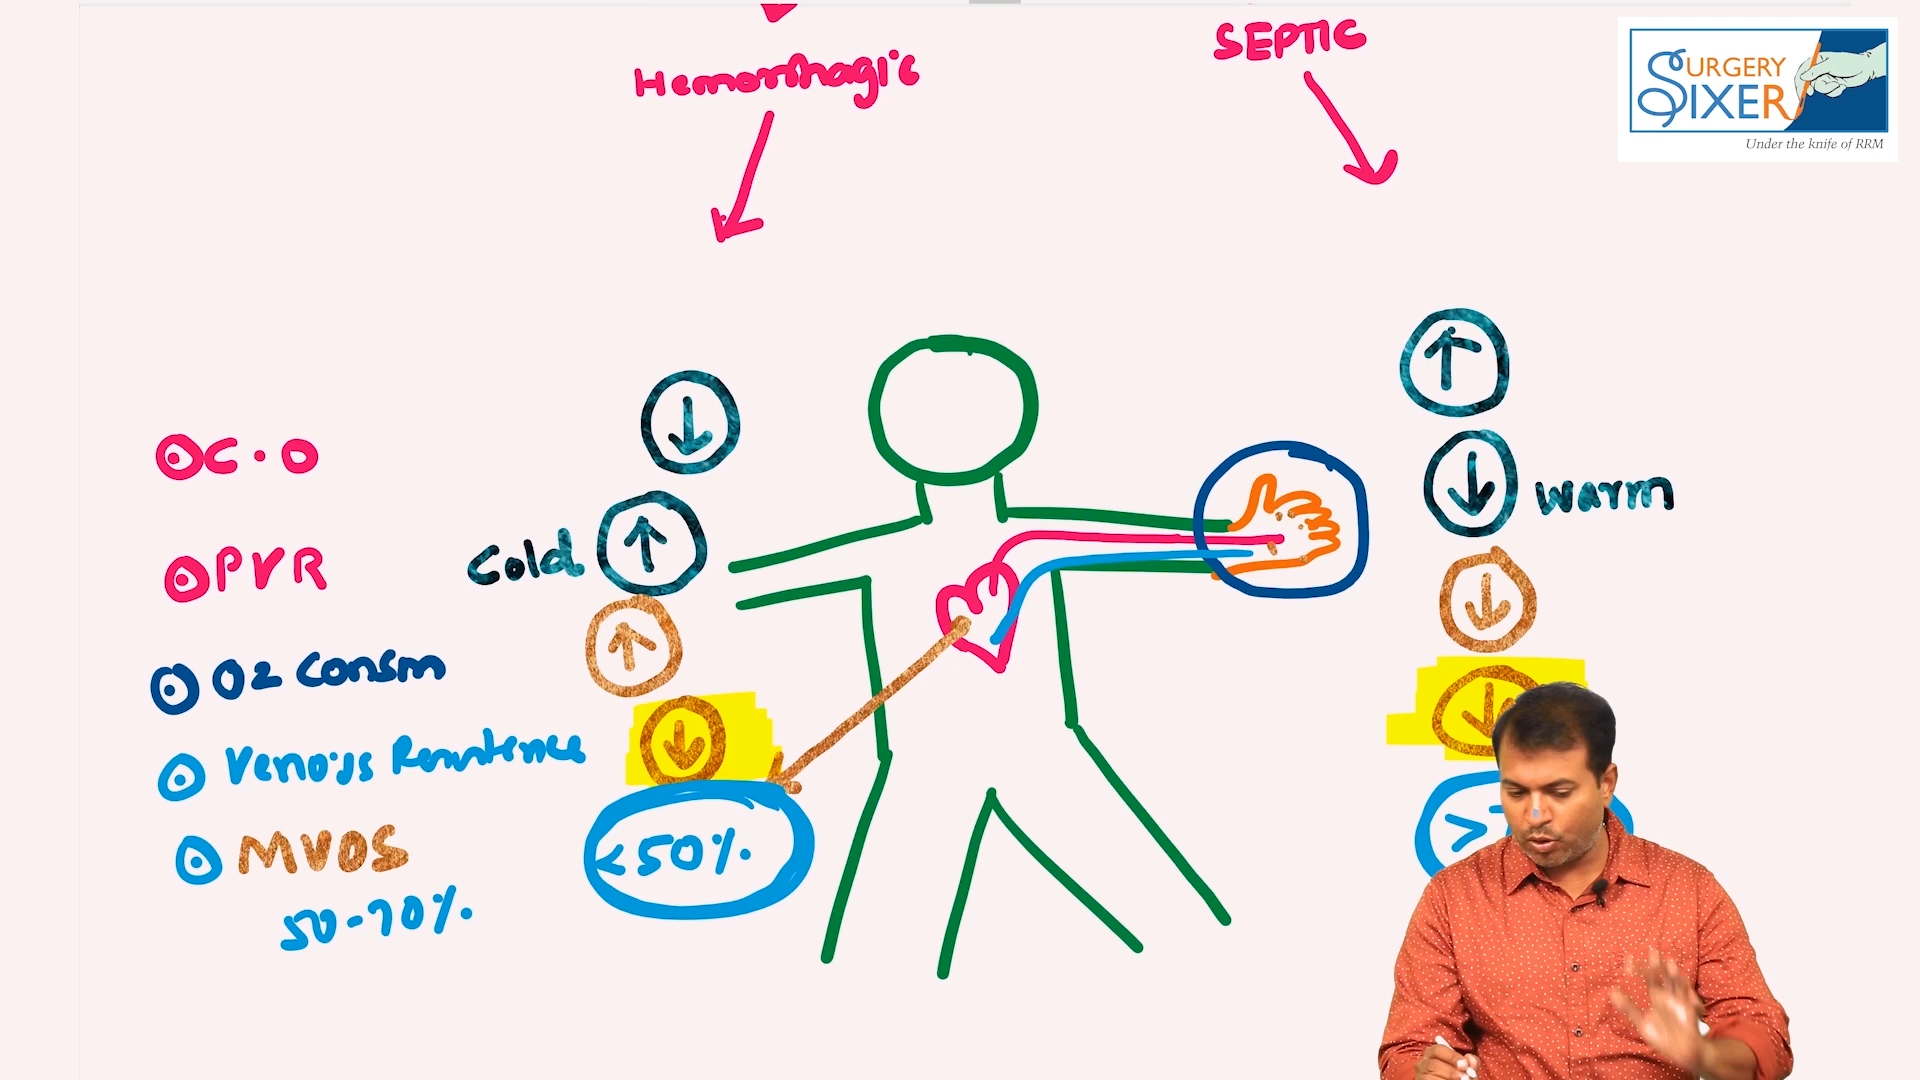 Hemorrhagic
SEPTIC
SURGERY
SIXER
Under the knife of RRM
C.O
PVR
Cold
warm
O2 Consm
Venous
MVOS
<50%.
>7
50-70%.